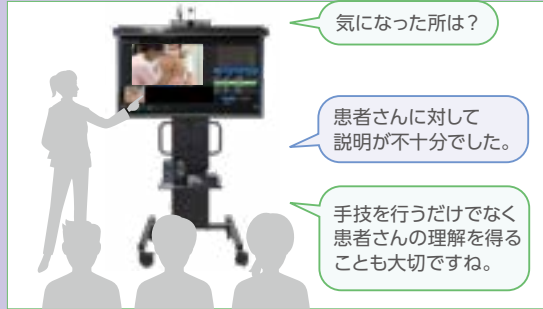 気になった所は？
患者さんに対して
説明が不十分でした。
手技を行うだけでなく
患者さんの理解を得る
ことも大切ですね。